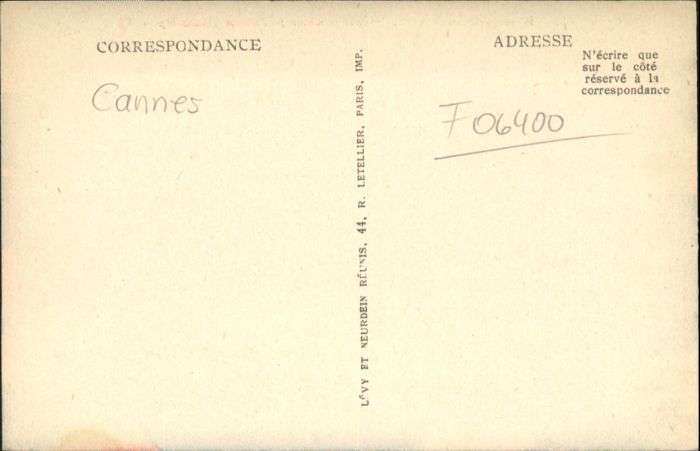 CORRESPONDANCE
Cannes
LÉVY ET NEURDEIN RÉUNIS, 44, R. LETELLIER, PARIS, IMP.
ADRESSE
N'écrire que
sur le côté
réservé à la
correspondance
F 06400